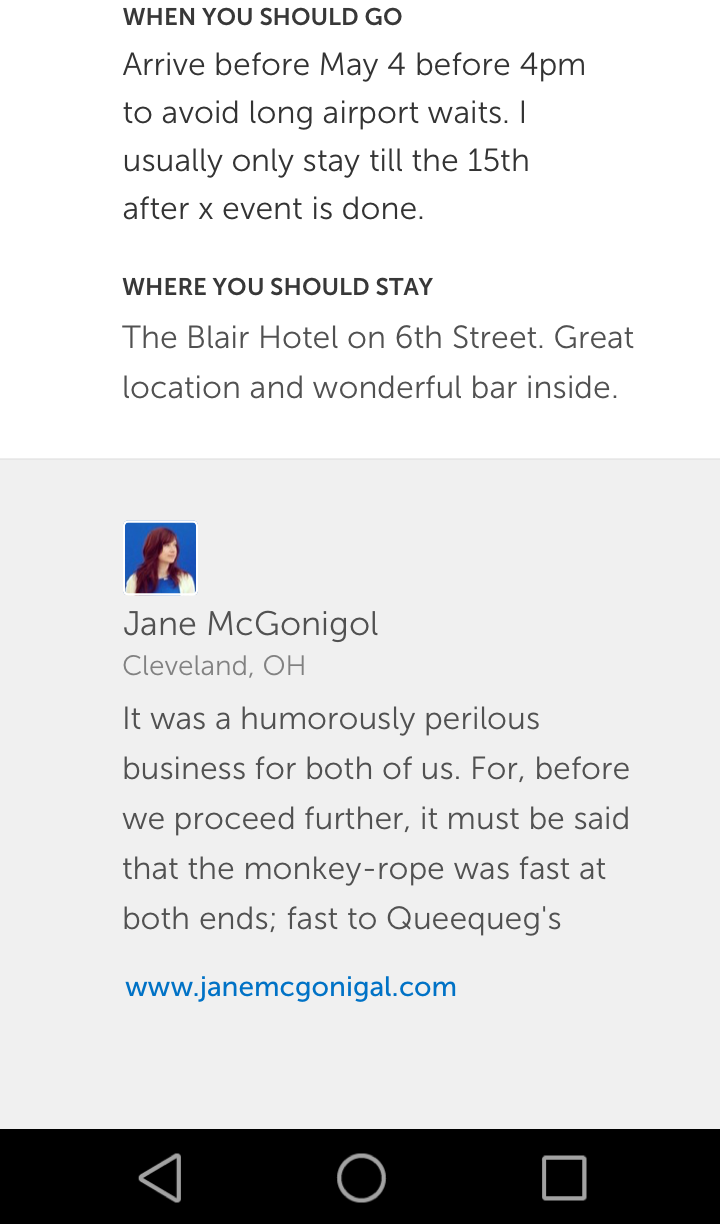 WHEN YOU SHOULD GO
Arrive before May 4 before 4pm
to avoid long airport waits. I
usually only stay till the 15th
after x event is done.
WHERE YOU SHOULD STAY
The Blair Hotel on 6th Street. Great
location and wonderful bar inside.
Jane McGonigol
Cleveland, OH
It was a humorously perilous
business for both of us. For, before
we proceed further, it must be said
that the monkey-rope was fast at
both ends; fast to Queequeg's
www.janemcgonigal.com